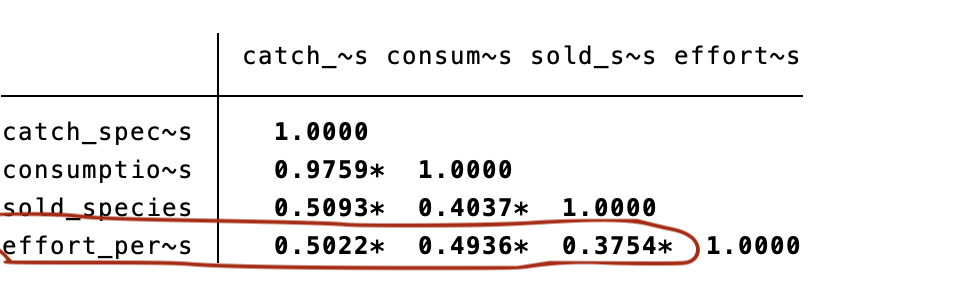 catch_~s consum~s sold_s~s effort~s
catch_spec~s 1.0000
consumptio~s 0.9759* 1.0000
sold_species 0.5093* 0.4037* 1.0000
effort_per~s 0.5022* 0.4936* 0.3754* 1.0000